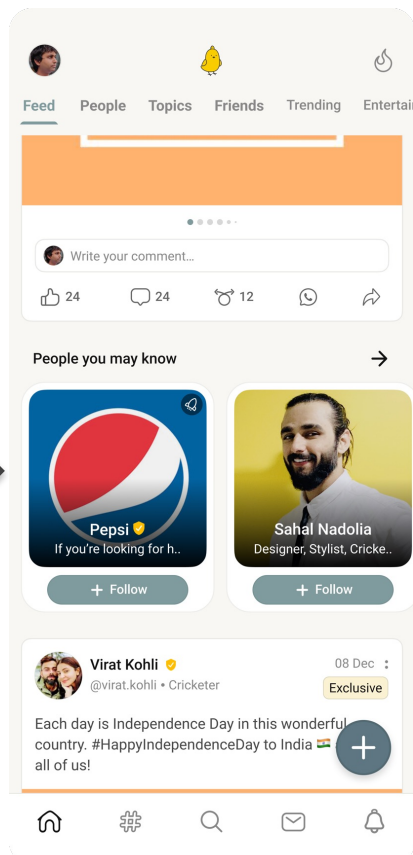 Feed People Topics Friends Trending Entertai
Write your comment...
24 24 12
People you may know
Pepsi
If you're looking for h..
Sahal Nadolia
Designer, Stylist, Cricke..
+ Follow
+ Follow
Virat Kohli 08 Dec
@virat.kohli • Cricketer Exclusive
Each day is Independence Day in this wonderful
country. #HappyIndependenceDay to India 🇮🇳
all of us!